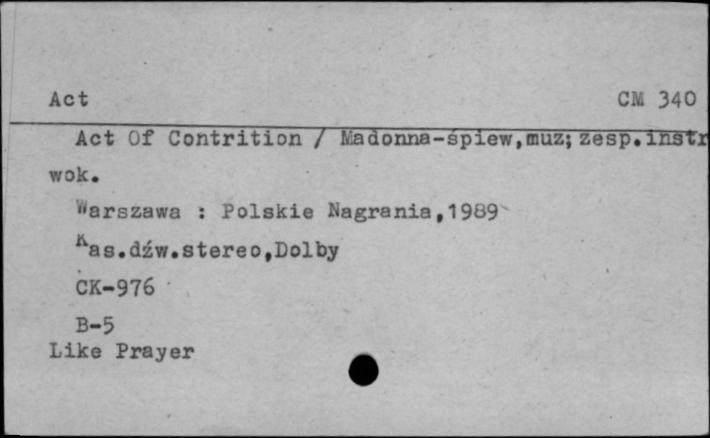 Act CM 340
Act Of Contrition / Madonna-śpiew,muz; zesp.instr
wok.
Warszawa : Polskie Nagrania,1989
Kas.dźw.stereo,Dolby
CK-976
B-5
Like Prayer